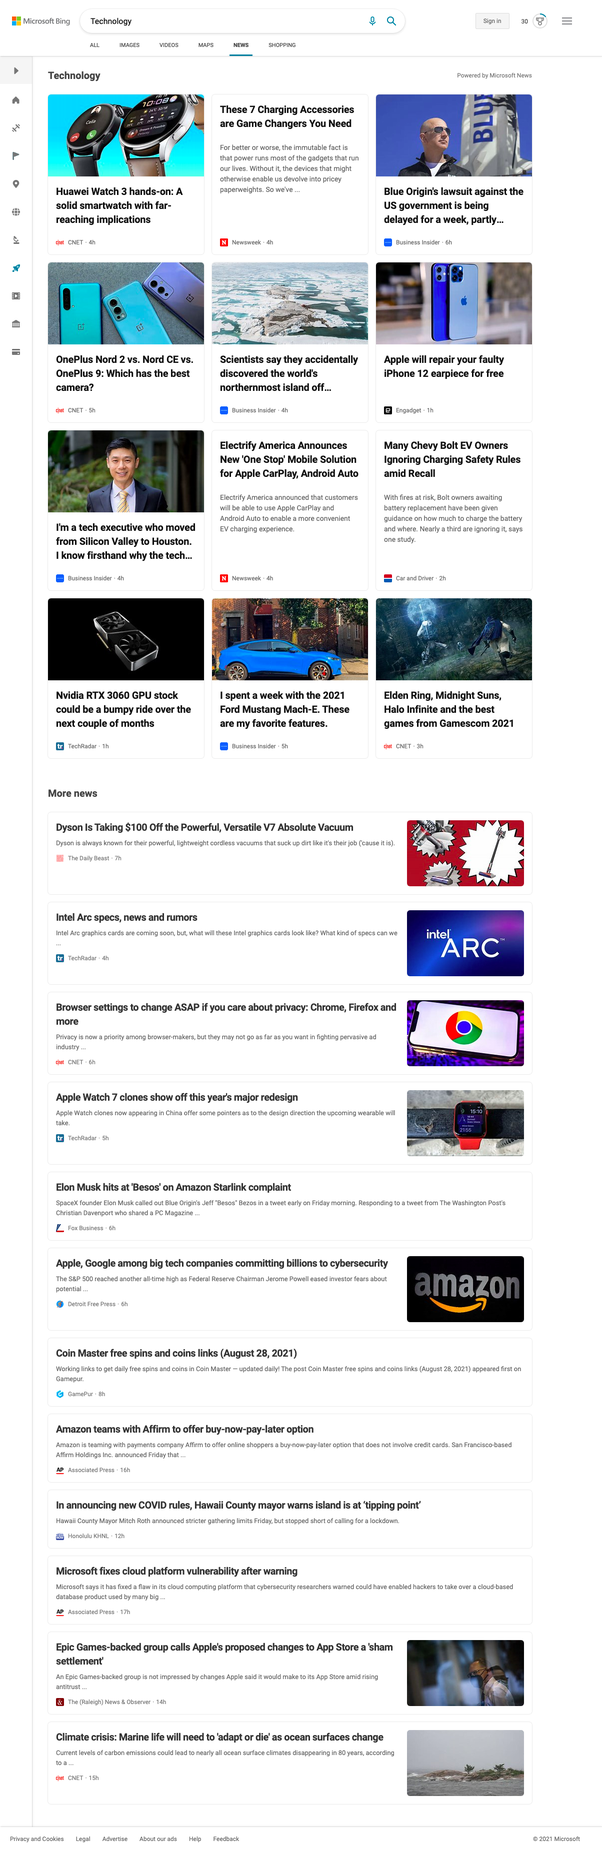 Microsoft Bing
Technology
Sign in
30
ALL
IMAGES
VIDEOS
MAPS
NEWS
SHOPPING
Technology
Powered by Microsoft News
Huawei Watch 3 hands-on: A
solid smartwatch with far-
reaching implications
CNET · 4h
These 7 Charging Accessories
are Game Changers You Need
For better or worse, the immutable fact is
that power runs most of the gadgets that run
our lives. Without it, the devices that might
otherwise enable us devolve into pricey
paperweights. So we've ...
Newsweek · 4h
BLUE
Blue Origin's lawsuit against the
US government is being
delayed for a week, partly...
Business Insider · 6h
OnePlus Nord 2 vs. Nord CE vs.
OnePlus 9: Which has the best
camera?
CNET · 5h
Scientists say they accidentally
discovered the world's
northernmost island off...
Business Insider · 4h
Apple will repair your faulty
iPhone 12 earpiece for free
Engadget · 1h
I'm a tech executive who moved
from Silicon Valley to Houston.
I know firsthand why the tech...
Business Insider · 4h
Electrify America Announces
New 'One Stop' Mobile Solution
for Apple CarPlay, Android Auto
Electrify America announced that customers
will be able to use Apple CarPlay and
Android Auto to enable a more convenient
EV charging experience.
Newsweek · 4h
Many Chevy Bolt EV Owners
Ignoring Charging Safety Rules
amid Recall
With fires at risk, Bolt owners awaiting
battery replacement have been given
guidance on how much to charge the battery
and where. Nearly a third are ignoring it, says
one study.
Car and Driver · 2h
Nvidia RTX 3060 GPU stock
could be a bumpy ride over the
next couple of months
TechRadar · 1h
I spent a week with the 2021
Ford Mustang Mach-E. These
are my favorite features.
Business Insider · 5h
Elden Ring, Midnight Suns,
Halo Infinite and the best
games from Gamescom 2021
CNET · 3h
More news
Dyson Is Taking $100 Off the Powerful, Versatile V7 Absolute Vacuum
Dyson is always known for their powerful, lightweight cordless vacuums that suck up dirt like it's their job ('cause it is).
The Daily Beast · 7h
Intel Arc specs, news and rumors
Intel Arc graphics cards are coming soon, but, what will these Intel graphics cards look like? What kind of specs can we
...
TechRadar · 4h
intel
ARC
Browser settings to change ASAP if you care about privacy: Chrome, Firefox and
more
Privacy is now a priority among browser-makers, but they may not go as far as you want in fighting pervasive ad
industry ...
CNET · 6h
Apple Watch 7 clones show off this year's major redesign
Apple Watch clones now appearing in China offer some pointers as to the design direction the upcoming wearable will
take.
TechRadar · 5h
Elon Musk hits at 'Besos' on Amazon Starlink complaint
SpaceX founder Elon Musk called out Blue Origin's Jeff "Besos" Bezos in a tweet early on Friday morning. Responding to a tweet from The Washington Post's
Christian Davenport who shared a PC Magazine ...
Fox Business · 6h
Apple, Google among big tech companies committing billions to cybersecurity
The S&P 500 reached another all-time high as Federal Reserve Chairman Jerome Powell eased investor fears about
potential ...
Detroit Free Press · 6h
amazon
Coin Master free spins and coins links (August 28, 2021)
Working links to get daily free spins and coins in Coin Master – updated daily! The post Coin Master free spins and coins links (August 28, 2021) appeared first on
Gamepur.
GamePur · 8h
Amazon teams with Affirm to offer buy-now-pay-later option
Amazon is teaming with payments company Affirm to offer online shoppers a buy-now-pay-later option that does not involve credit cards. San Francisco-based
Affirm Holdings Inc. announced Friday that ...
AP Associated Press · 16h
In announcing new COVID rules, Hawaii County mayor warns island is at 'tipping point'
Hawaii County Mayor Mitch Roth announced stricter gathering limits Friday, but stopped short of calling for a lockdown.
Honolulu KHNL · 12h
Microsoft fixes cloud platform vulnerability after warning
Microsoft says it has fixed a flaw in its cloud computing platform that cybersecurity researchers warned could have enabled hackers to take over a cloud-based
database product used by many big ...
AP Associated Press · 17h
Epic Games-backed group calls Apple's proposed changes to App Store a 'sham
settlement'
An Epic Games-backed group is not impressed by changes Apple said it would make to its App Store amid rising
antitrust ...
The (Raleigh) News & Observer · 14h
Climate crisis: Marine life will need to 'adapt or die' as ocean surfaces change
Current levels of carbon emissions could lead to nearly all ocean surface climates disappearing in 80 years, according
to a ...
CNET · 15h
Privacy and Cookies
Legal
Advertise
About our ads
Help
Feedback
© 2021 Microsoft